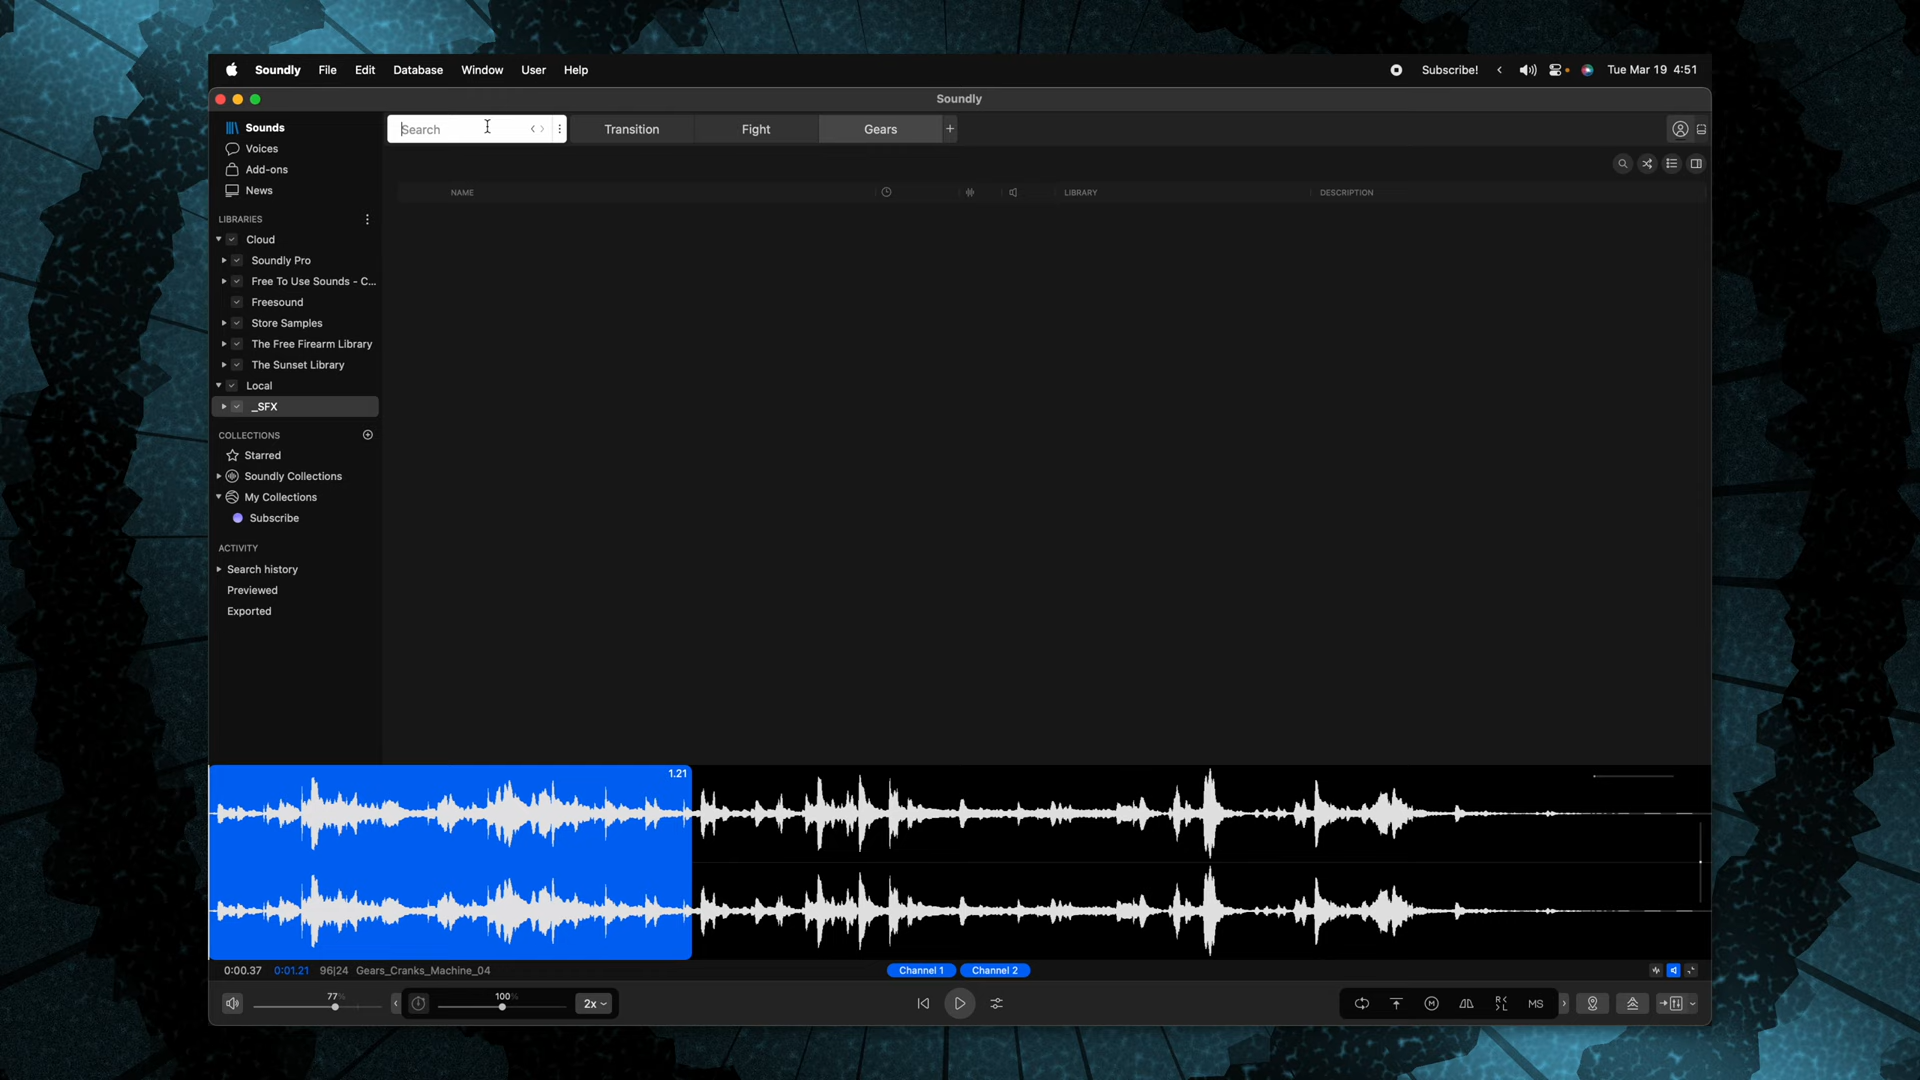 Soundly File Edit Database Window User Help Subscribe! Tue Mar 19 4:51
Soundly
Sounds
Voices
Add-ons
News
Search Transition Fight Gears +
NAME LIBRARY DESCRIPTION
LIBRARIES
Cloud
Soundly Pro
Free To Use Sounds - C...
Freesound
Store Samples
The Free Firearm Library
The Sunset Library
Local
_SFX
COLLECTIONS
Starred
Soundly Collections
My Collections
Subscribe
ACTIVITY
Search history
Previewed
Exported
1.21
0:00.37 0:01.21 96|24 Gears_Cranks_Machine_04 Channel 1 Channel 2
77% 100% 2x M R L MS